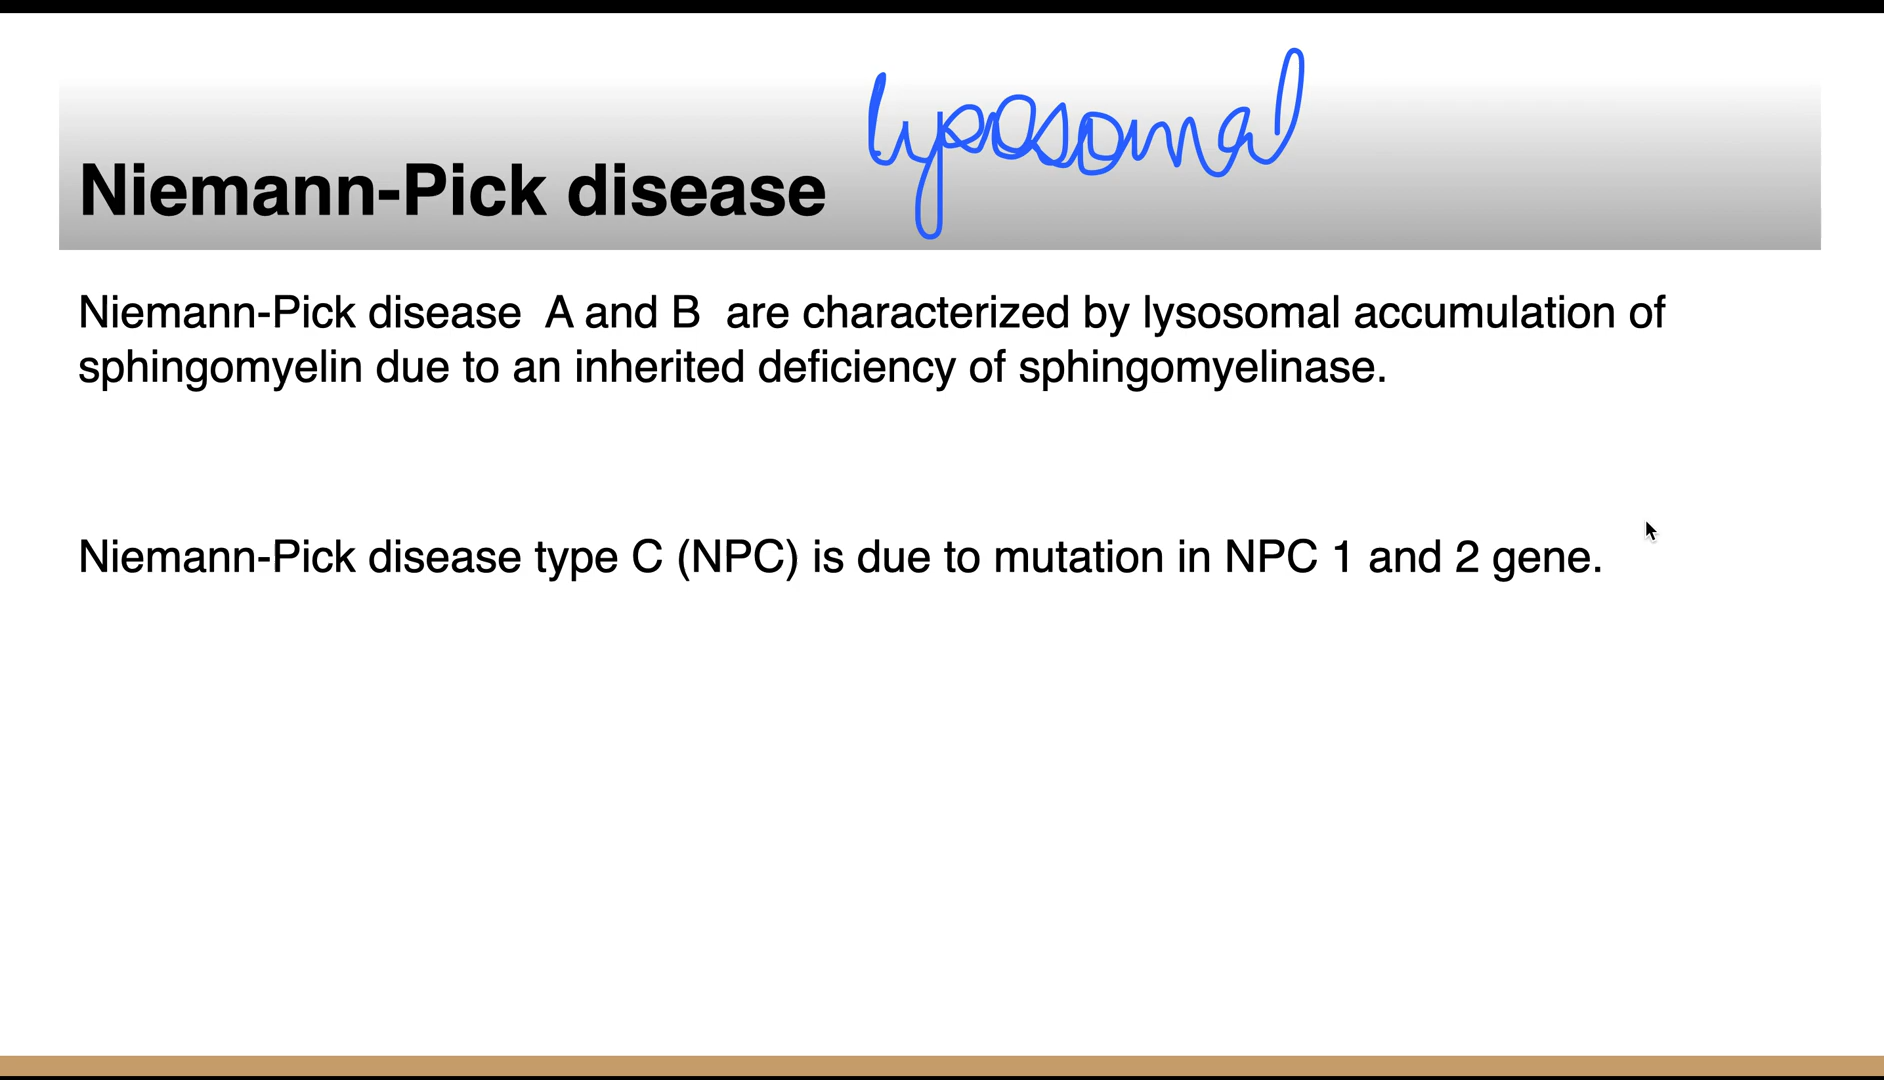 lysosomal
Niemann-Pick disease
Niemann-Pick disease A and B are characterized by lysosomal accumulation of
sphingomyelin due to an inherited deficiency of sphingomyelinase.
Niemann-Pick disease type C (NPC) is due to mutation in NPC 1 and 2 gene.